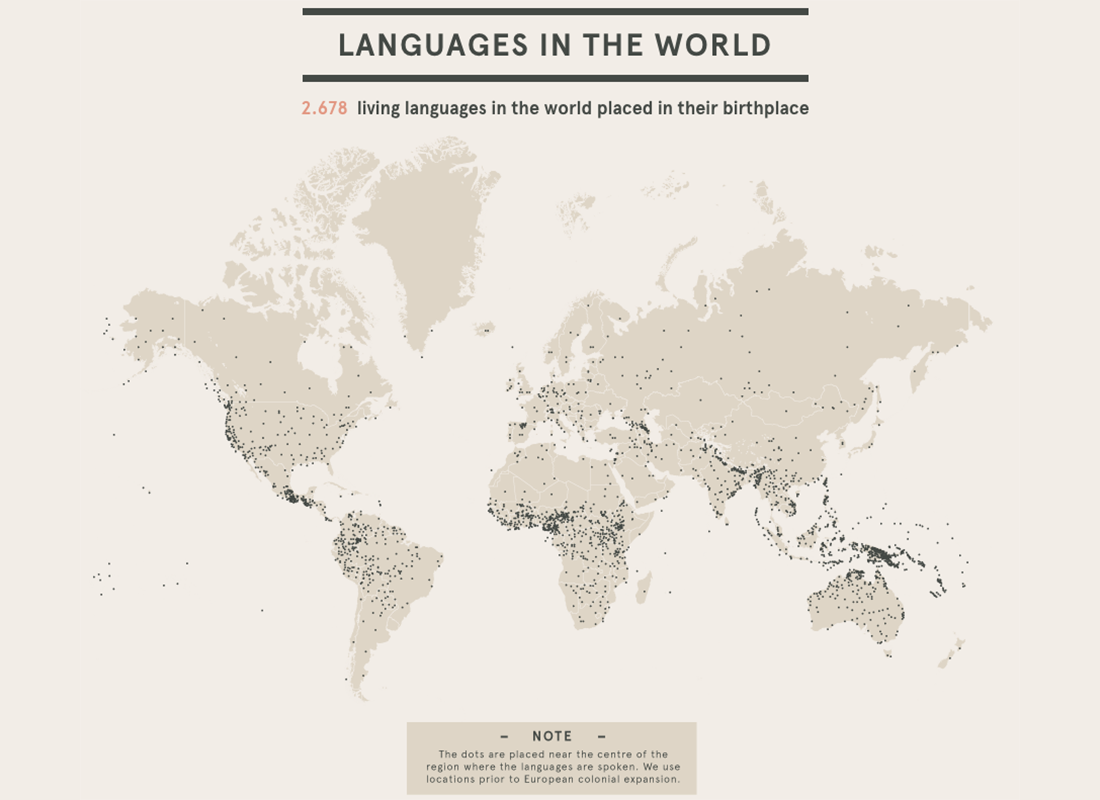 LANGUAGES IN THE WORLD
2.678 living languages in the world placed in their birthplace
– NOTE –
The dots are placed near the centre of the
region where the languages are spoken. We use
locations prior to European colonial expansion.